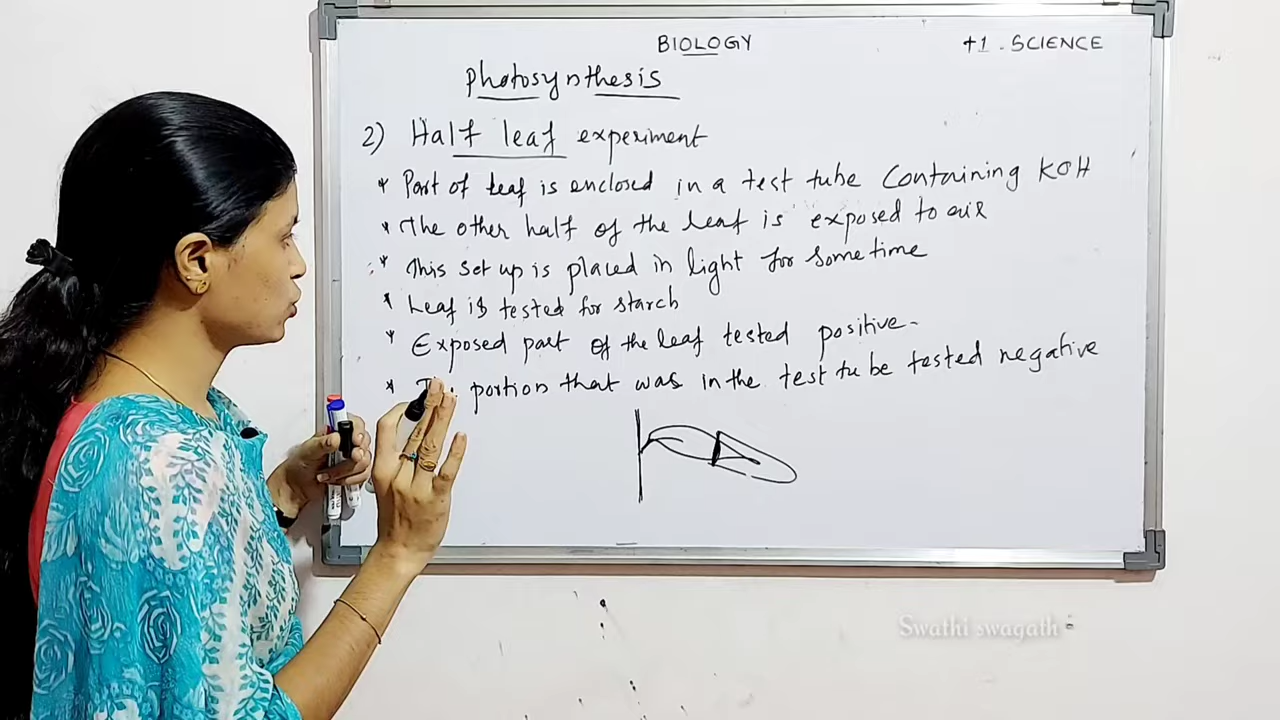 BIOLOGY
+1. SCIENCE
Photosynthesis
2) Half leaf experiment
* Part of leaf is enclosed in a test tube Containing KOH
* The other half of the leaf is exposed to air
* This set up is placed in light for some time
* Leaf is tested for starch
* Exposed part of the leaf tested positive.
* portion that was in the test tube tested negative
Swathi swagath